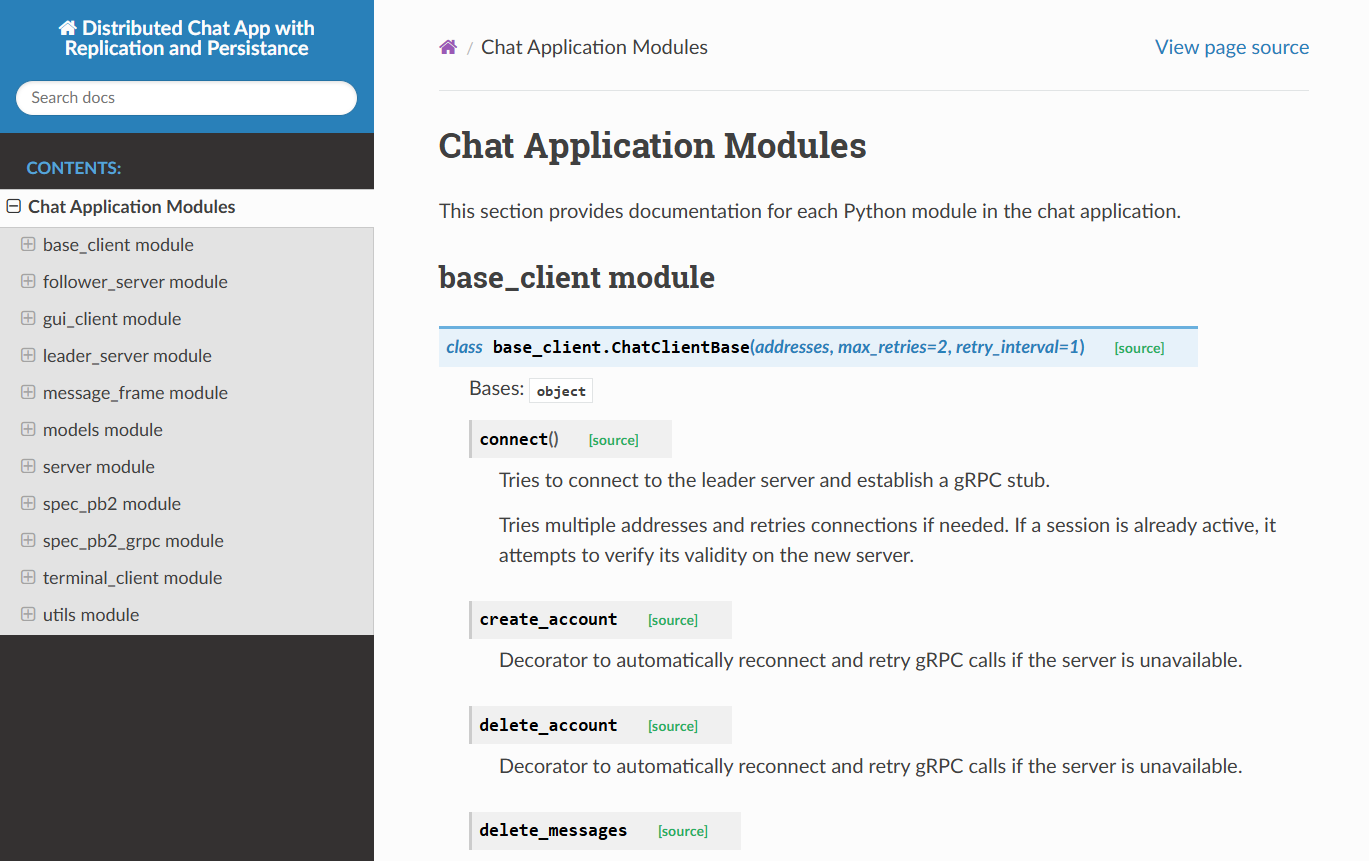 Distributed Chat App with
Replication and Persistance
Search docs
CONTENTS:
Chat Application Modules
base_client module
follower_server module
gui_client module
leader_server module
message_frame module
models module
server module
spec_pb2 module
spec_pb2_grpc module
terminal_client module
utils module
/ Chat Application Modules
View page source
Chat Application Modules
This section provides documentation for each Python module in the chat application.
base_client module
class base_client.ChatClientBase(addresses, max_retries=2, retry_interval=1) [source]
Bases: object
connect() [source]
Tries to connect to the leader server and establish a gRPC stub.
Tries multiple addresses and retries connections if needed. If a session is already active, it
attempts to verify its validity on the new server.
create_account [source]
Decorator to automatically reconnect and retry gRPC calls if the server is unavailable.
delete_account [source]
Decorator to automatically reconnect and retry gRPC calls if the server is unavailable.
delete_messages [source]